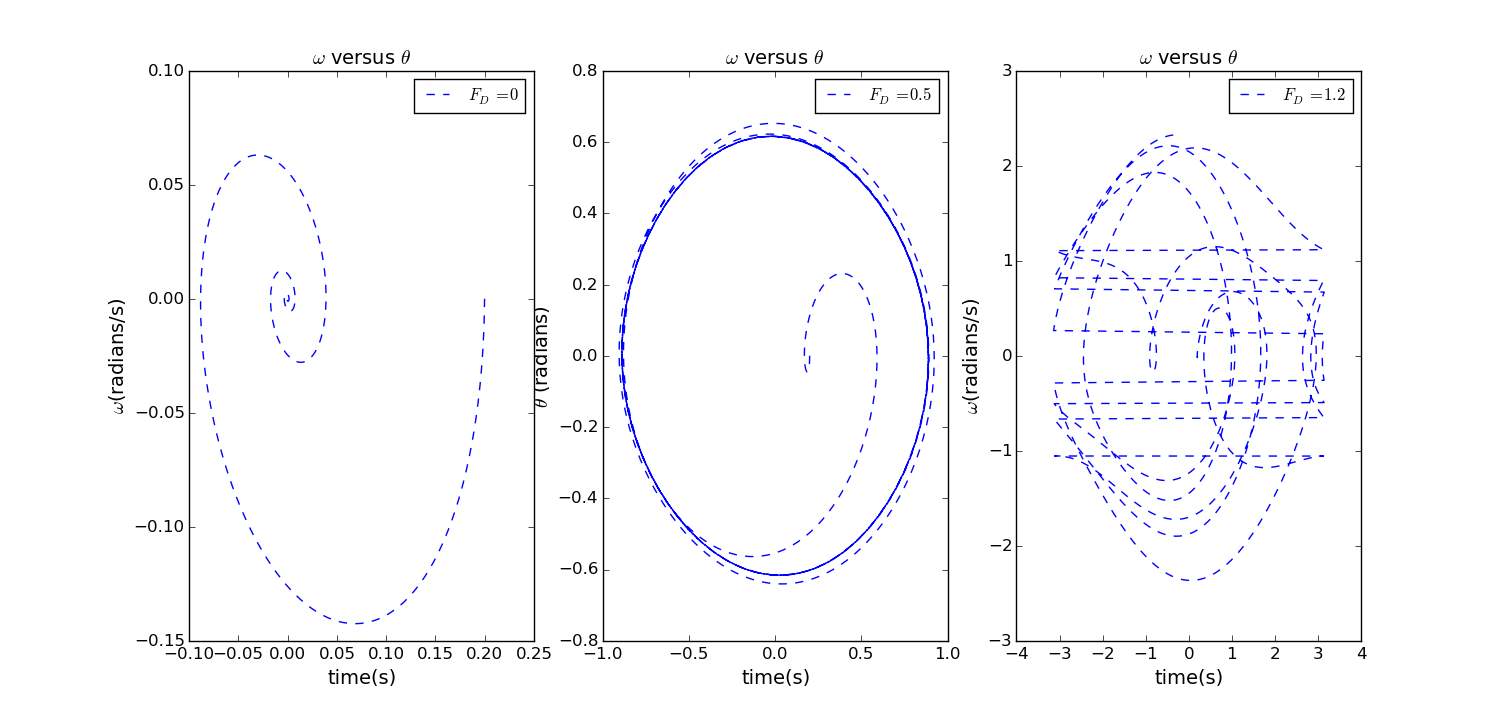 ω versus θ
F_D =0
0.10
0.05
0.00
−0.05
−0.10
−0.15
ω(radians/s)
−0.10 −0.05 0.00 0.05 0.10 0.15 0.20 0.25
time(s)
ω versus θ
F_D =0.5
0.8
0.6
0.4
0.2
0.0
−0.2
−0.4
−0.6
−0.8
θ (radians)
−1.0 −0.5 0.0 0.5 1.0
time(s)
ω versus θ
F_D =1.2
3
2
1
0
−1
−2
−3
ω(radians/s)
−4 −3 −2 −1 0 1 2 3 4
time(s)